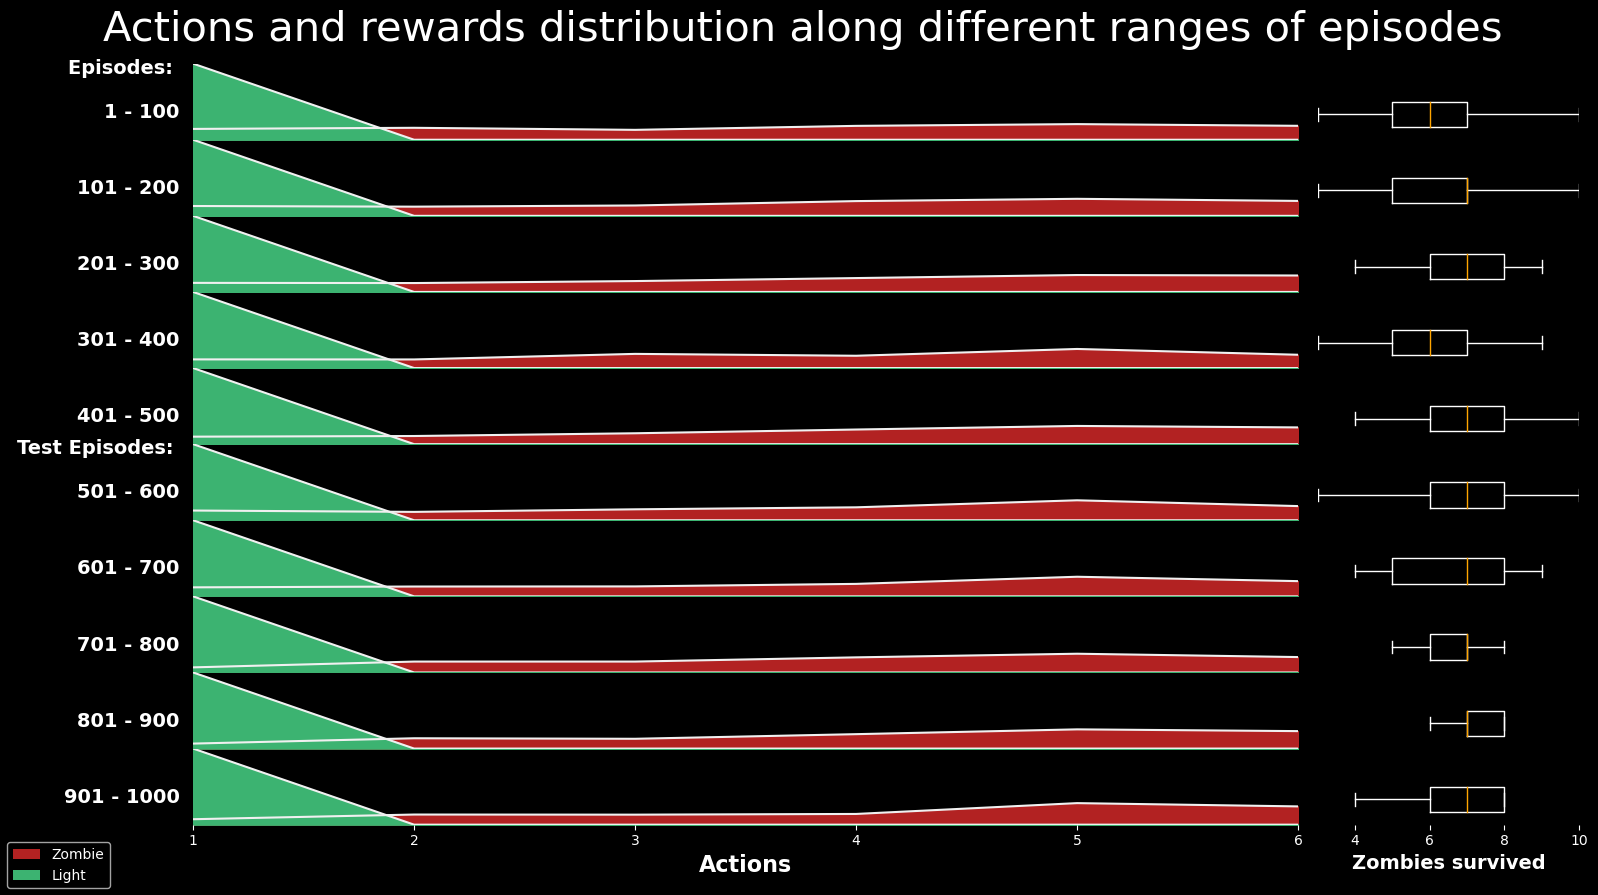 Actions and rewards distribution along different ranges of episodes
Episodes:
1 - 100
101 - 200
201 - 300
301 - 400
401 - 500
Test Episodes:
501 - 600
601 - 700
701 - 800
801 - 900
901 - 1000
1 2 3 4 5 6
4 6 8 10
Actions
Zombies survived
Zombie
Light